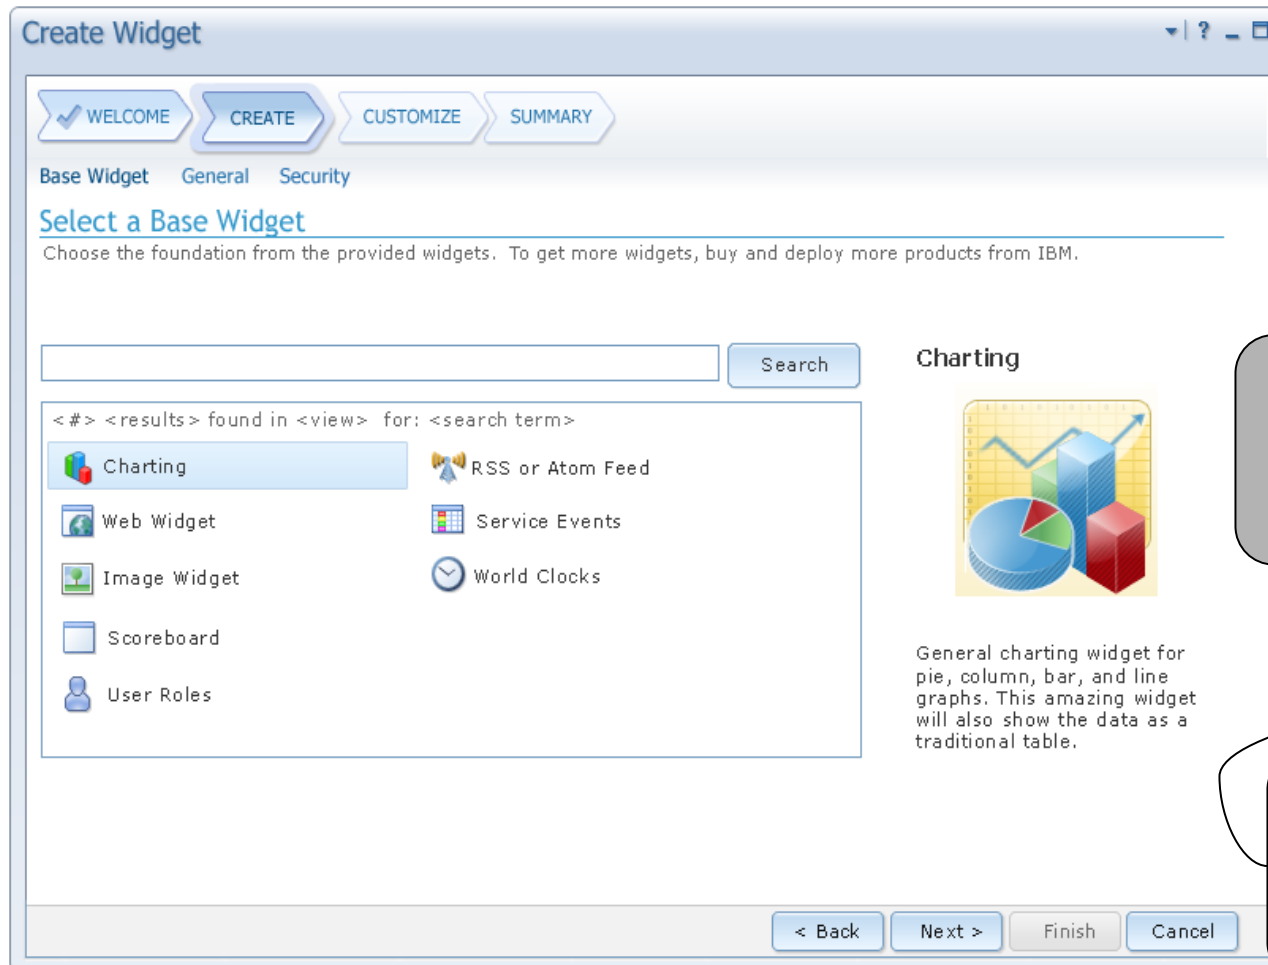 Create Widget
?
WELCOME CREATE CUSTOMIZE SUMMARY
Base Widget General Security
Select a Base Widget
Choose the foundation from the provided widgets. To get more widgets, buy and deploy more products from IBM.
Search
<#> <results> found in <view> for: <search term>
Charting
RSS or Atom Feed
Web Widget
Service Events
Image Widget
World Clocks
Scoreboard
User Roles
Charting
General charting widget for
pie, column, bar, and line
graphs. This amazing widget
will also show the data as a
traditional table.
< Back Next > Finish Cancel